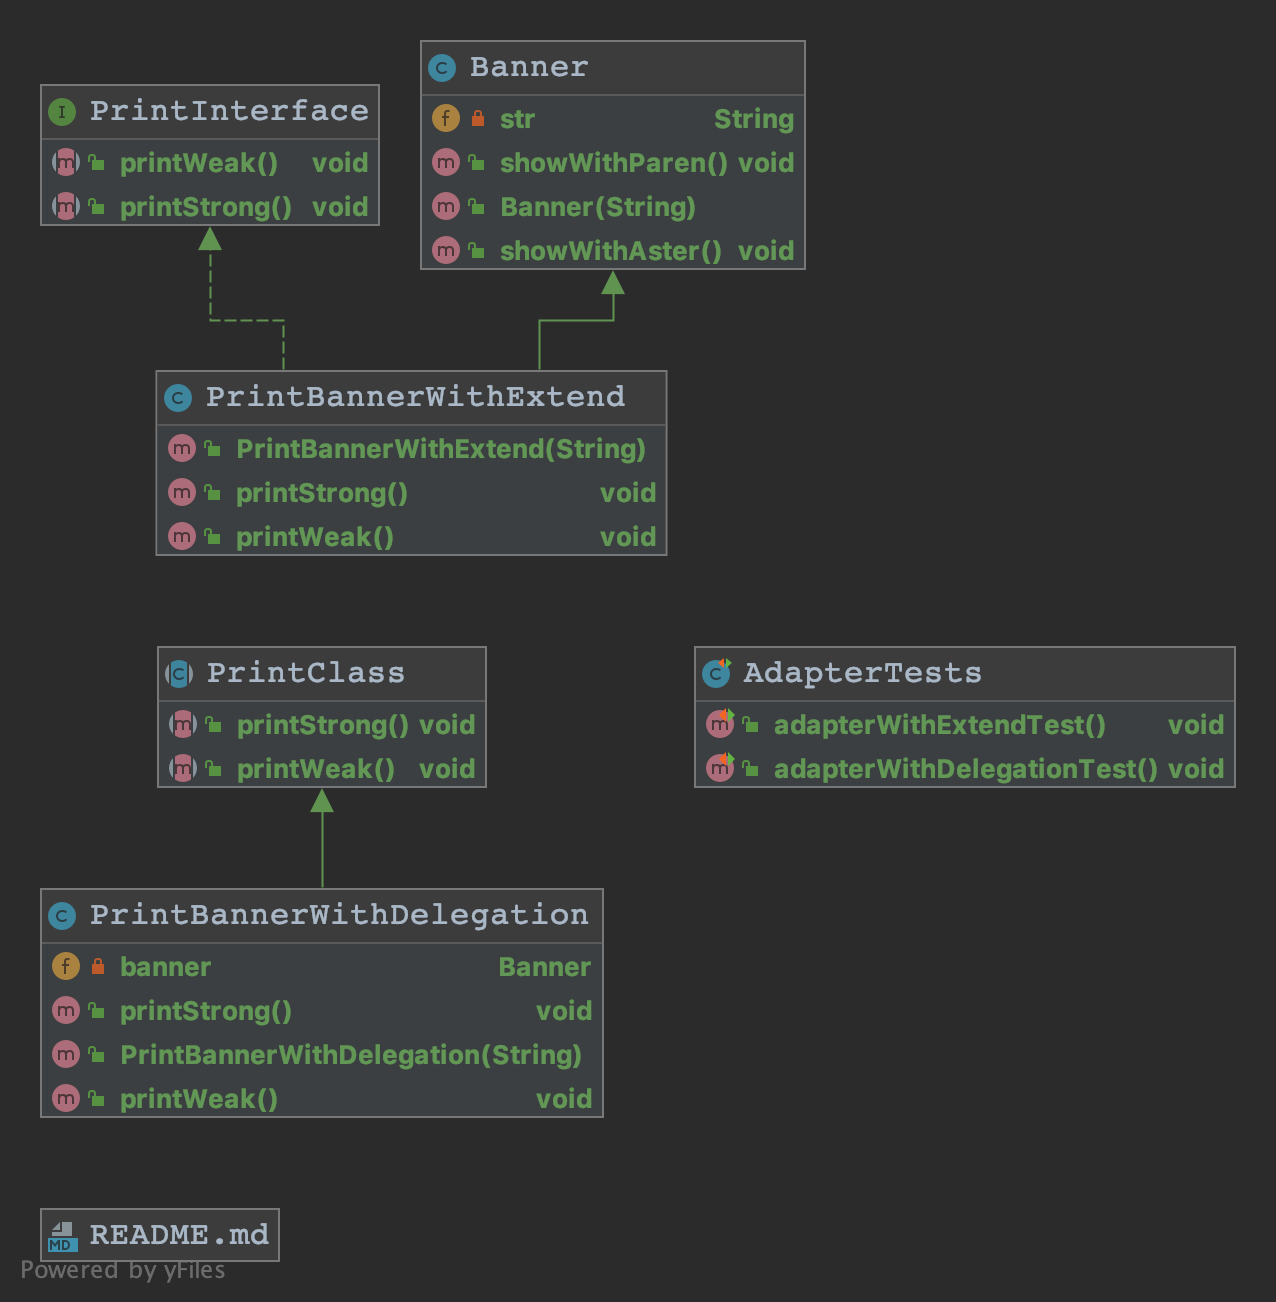 PrintInterface
printWeak() void
printStrong() void
Banner
str String
showWithParen() void
Banner(String)
showWithAster() void
PrintBannerWithExtend
PrintBannerWithExtend(String)
printStrong() void
printWeak() void
PrintClass
printStrong() void
printWeak() void
AdapterTests
adapterWithExtendTest() void
adapterWithDelegationTest() void
PrintBannerWithDelegation
banner Banner
printStrong() void
PrintBannerWithDelegation(String)
printWeak() void
README.md
Powered by yFiles